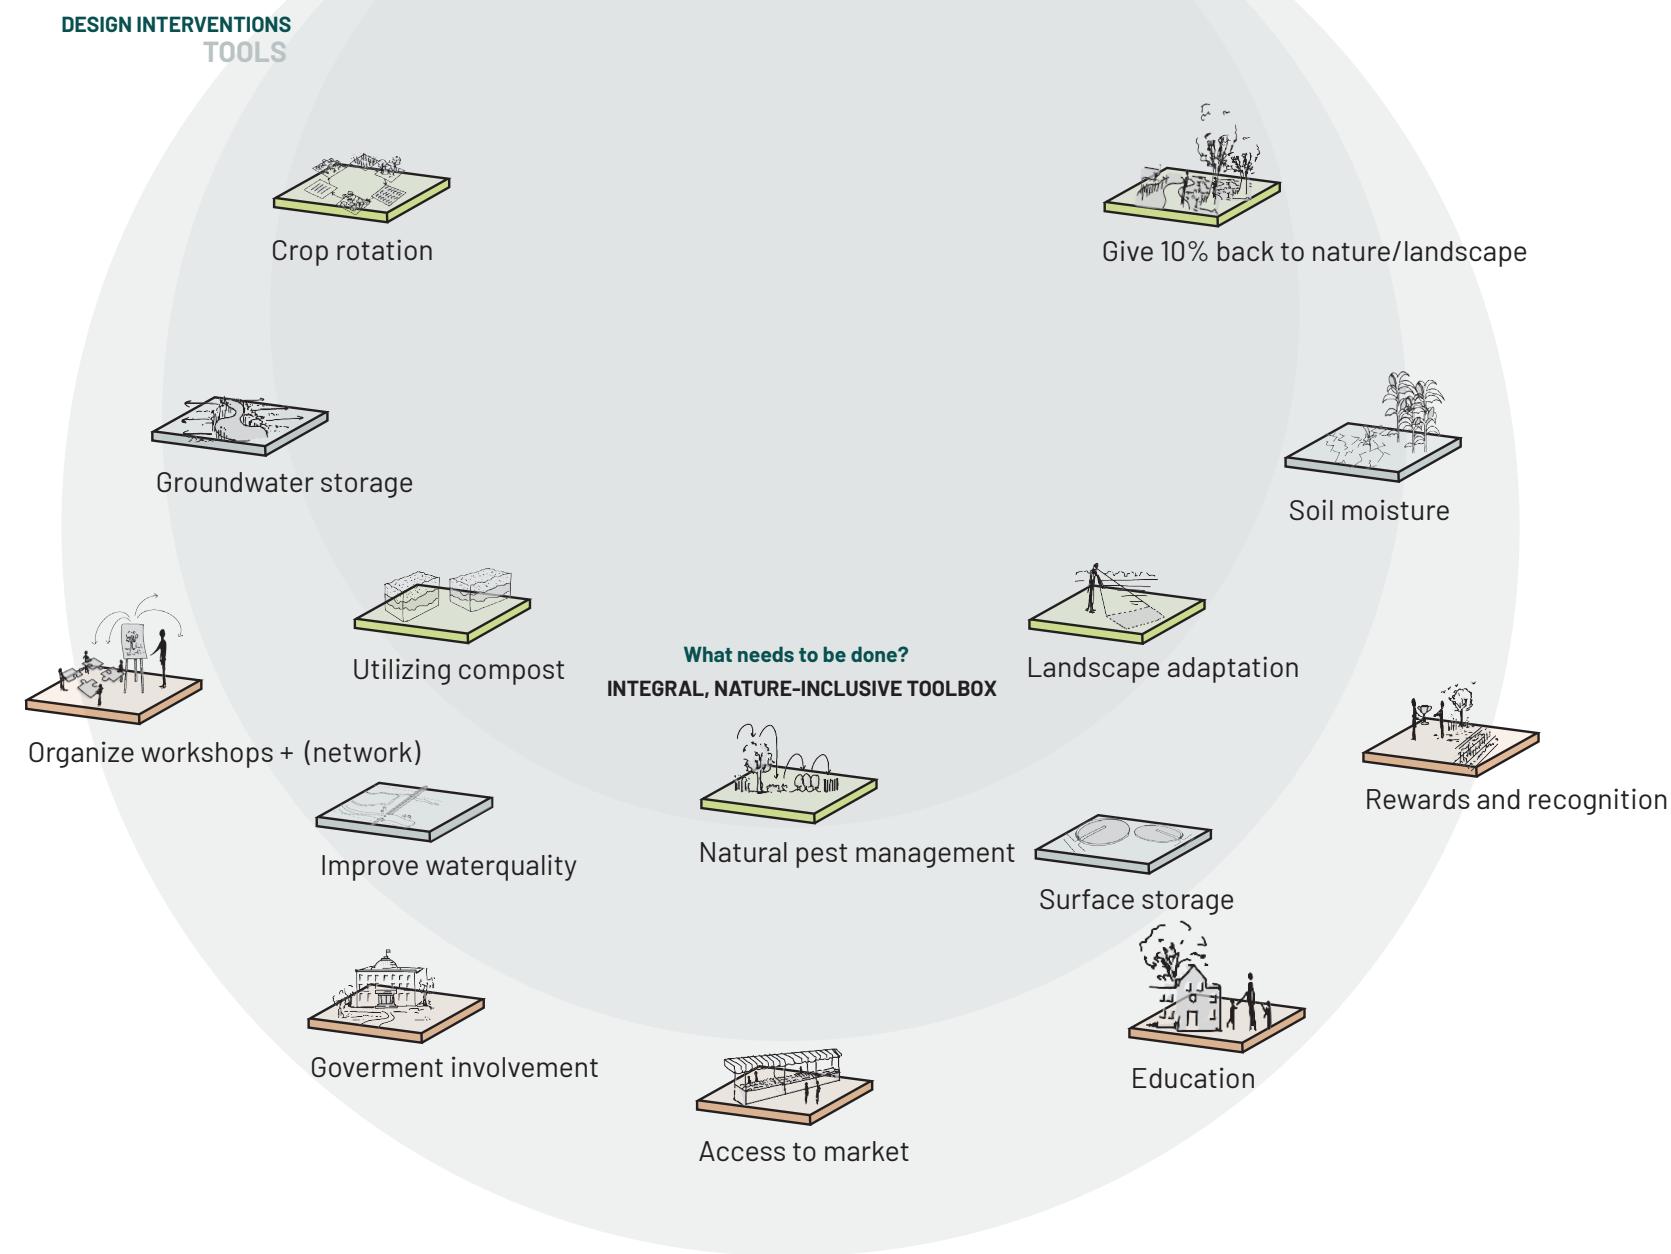 DESIGN INTERVENTIONS
TOOLS
Crop rotation
Give 10% back to nature/landscape
Groundwater storage
Soil moisture
Utilizing compost
What needs to be done?
INTEGRAL, NATURE-INCLUSIVE TOOLBOX
Landscape adaptation
Organize workshops + (network)
Rewards and recognition
Improve waterquality
Natural pest management
Surface storage
Goverment involvement
Education
Access to market